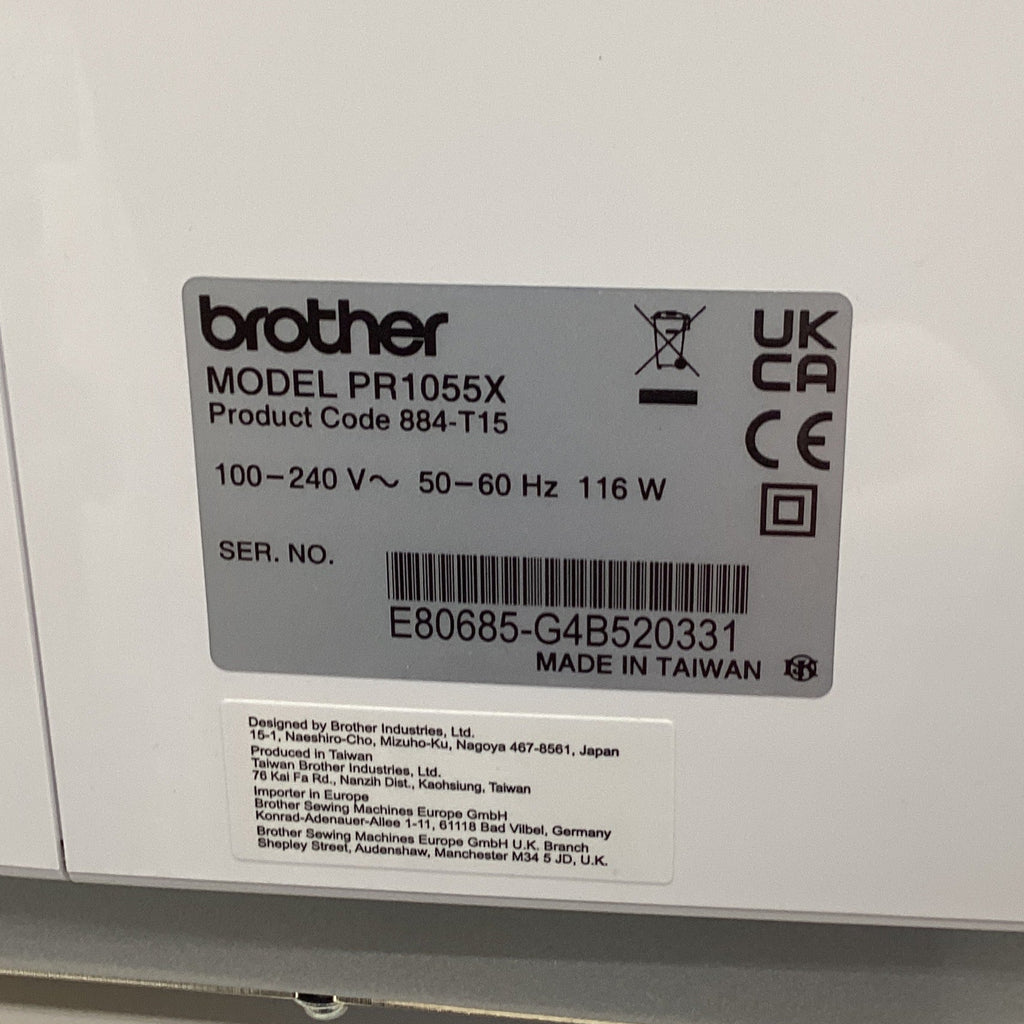 brother
MODEL PR1055X
Product Code 884-T15
100-240 V~ 50-60 Hz 116 W
UK
CA
CE
SER. NO.
E80685-G4B520331
MADE IN TAIWAN
Designed by Brother Industries, Ltd.
15-1, Naeshiro-Cho, Mizuho-Ku, Nagoya 467-8561, Japan
Produced in Taiwan
Taiwan Brother Industries, Ltd.
76 Kai Fa Rd., Nanzih Dist., Kaohsiung, Taiwan
Importer in Europe
Brother Sewing Machines Europe GmbH
Konrad-Adenauer-Allee 1-11, 61118 Bad Vilbel, Germany
Brother Sewing Machines Europe GmbH U.K. Branch
Shepley Street, Audenshaw, Manchester M34 5 JD, U.K.